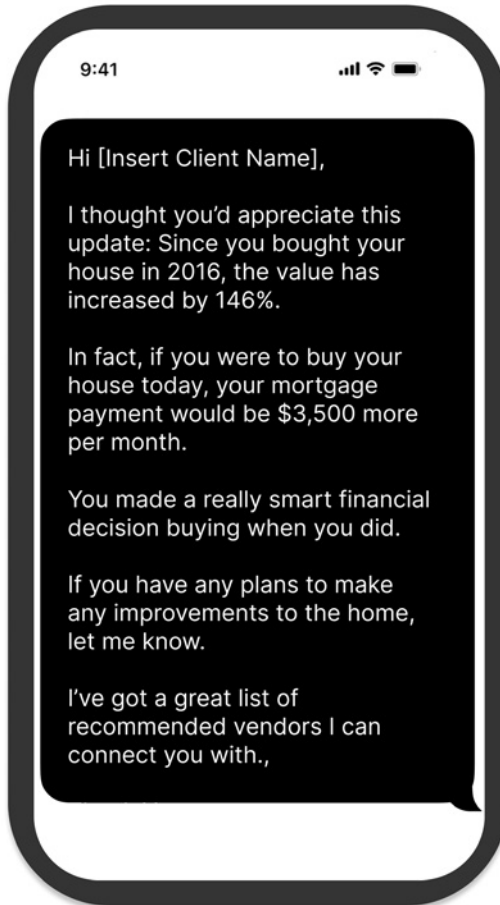 9:41
Hi [Insert Client Name],
I thought you’d appreciate this
update: Since you bought your
house in 2016, the value has
increased by 146%.
In fact, if you were to buy your
house today, your mortgage
payment would be $3,500 more
per month.
You made a really smart financial
decision buying when you did.
If you have any plans to make
any improvements to the home,
let me know.
I’ve got a great list of
recommended vendors I can
connect you with.,